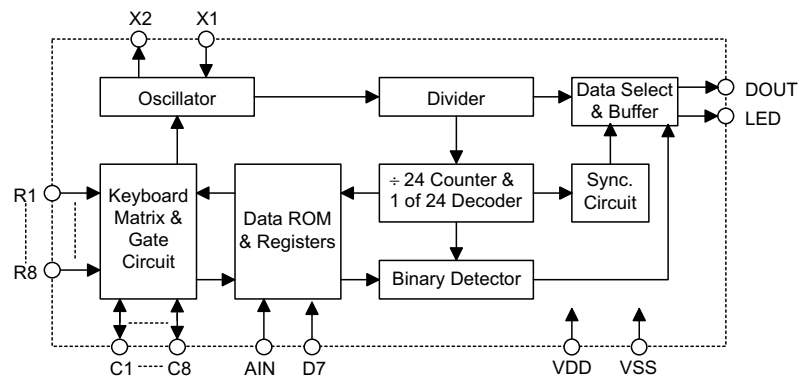 X2
X1
Oscillator
Divider
Data Select
& Buffer
DOUT
LED
R1
R8
Keyboard
Matrix &
Gate
Circuit
Data ROM
& Registers
÷ 24 Counter &
1 of 24 Decoder
Sync.
Circuit
Binary Detector
C1
C8
AIN
D7
VDD
VSS